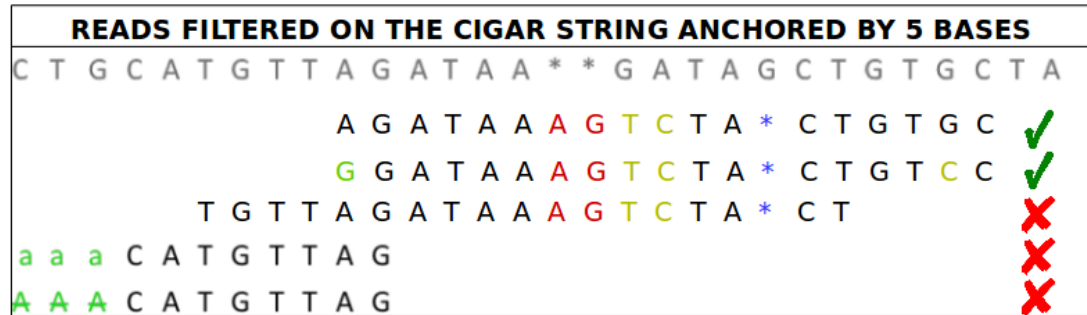 READS FILTERED ON THE CIGAR STRING ANCHORED BY 5 BASES
C T G C A T G T T A G A T A A * * G A T A G C T G T G C T A
A G A T A A A G T C T A * C T G T G C
G G A T A A A G T C T A * C T G T C C
T G T T A G A T A A A G T C T A * C T
a a a C A T G T T A G
A A A C A T G T T A G